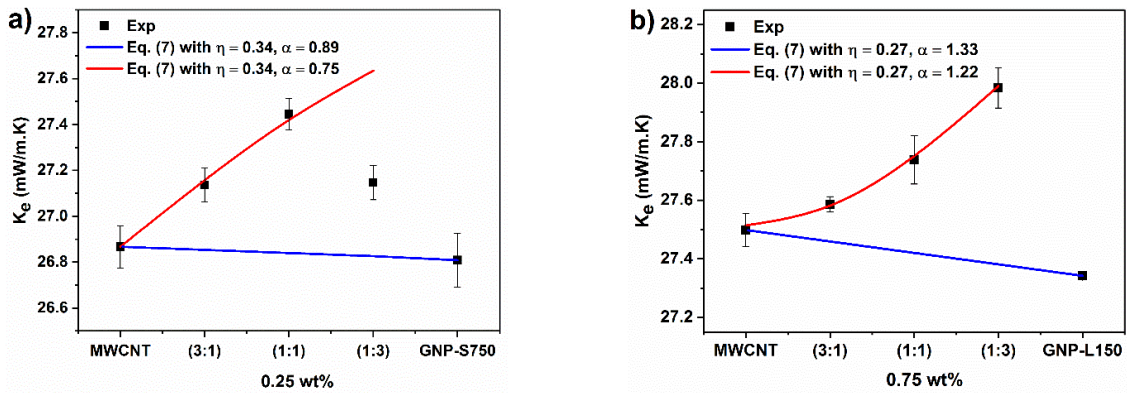 a)
Exp
Eq. (7) with η = 0.34, α = 0.89
Eq. (7) with η = 0.34, α = 0.75
Ke (mW/m.K)
28.0
27.6
27.2
26.8
26.6
27.0
27.4
27.8
MWCNT
(3:1)
(1:1)
(1:3)
GNP-S750
0.25 wt%
b)
Exp
Eq. (7) with η = 0.27, α = 1.33
Eq. (7) with η = 0.27, α = 1.22
Ke (mW/m.K)
28.2
28.0
27.8
27.6
27.4
27.2
MWCNT
(3:1)
(1:1)
(1:3)
GNP-L150
0.75 wt%